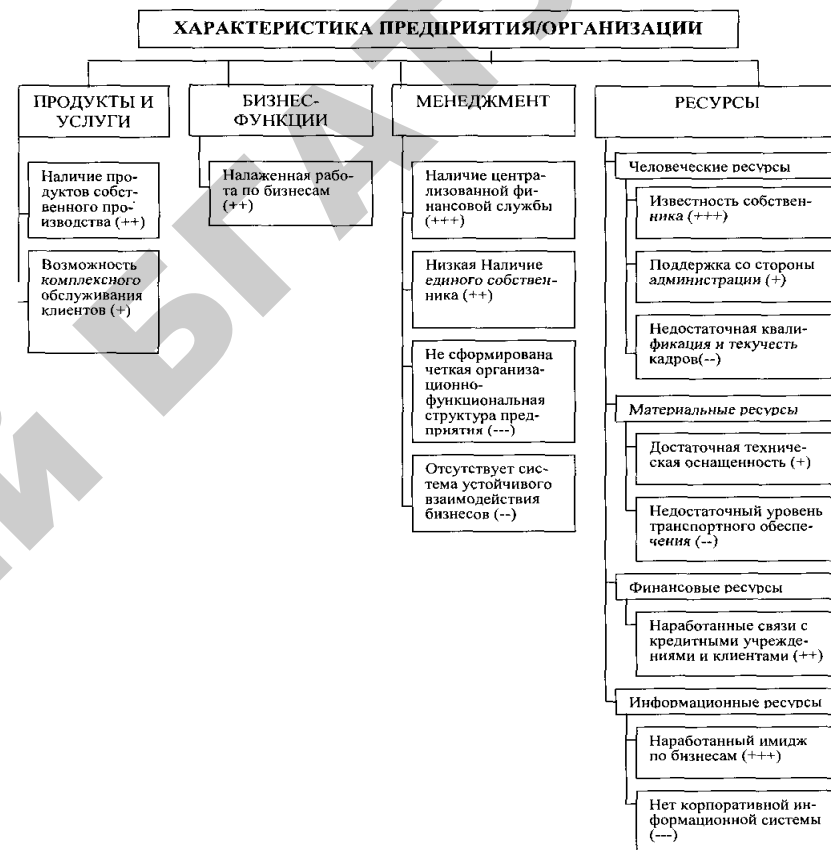 ХАРАКТЕРИСТИКА ПРЕДПРИЯТИЯ/ОРГАНИЗАЦИИ
ПРОДУКТЫ И
УСЛУГИ
Наличие про-
дуктов собст-
венного про-
изводства (++)
Возможность
комплексного
обслуживания
клиентов (+)
БИЗНЕС-
ФУНКЦИИ
Налаженная рабо-
та по бизнесам
(++)
МЕНЕДЖМЕНТ
Наличие центра-
лизованной фи-
нансовой службы
(+++)
Низкая Наличие
единого собствен-
ника (++)
Не сформирована
четкая организа-
ционно-
функциональная
структура пред-
приятия (---)
Отсутствует сис-
тема устойчивого
взаимодействия
бизнесов (--)
РЕСУРСЫ
Человеческие ресурсы
Известность собствен-
ника (+++)
Поддержка со стороны
администрации (+)
Недостаточная квали-
фикация и текучесть
кадров(--)
Материальные ресурсы
Достаточная техниче-
ская оснащенность (+)
Недостаточный уровень
транспортного обеспе-
чения (--)
Финансовые ресурсы
Наработанные связи с
кредитными учрежде-
ниями и клиентами (++)
Информационные ресурсы
Наработанный имидж
по бизнесам (+++)
Нет корпоративной ин-
формационной системы
(---)
Й БГАТ